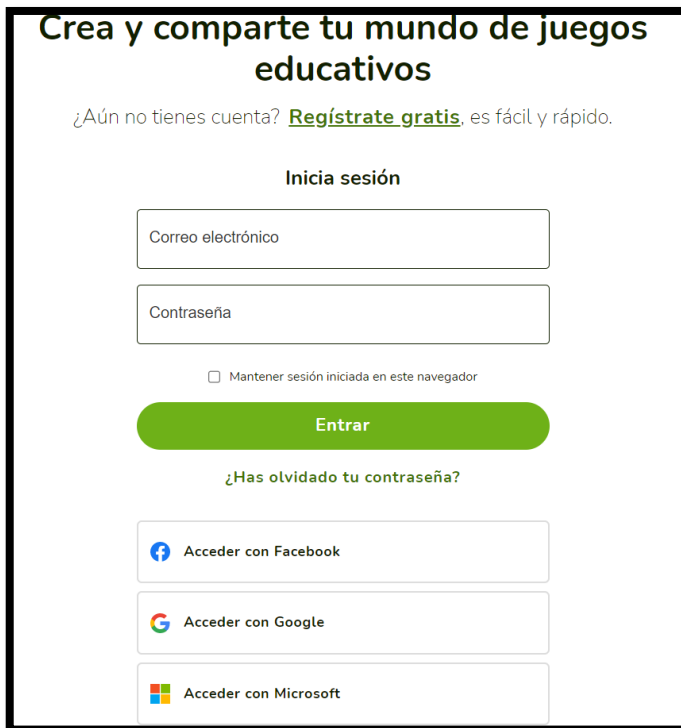 Crea y comparte tu mundo de juegos
educativos
¿Aún no tienes cuenta? Regístrate gratis, es fácil y rápido.
Inicia sesión
Correo electrónico
Contraseña
Mantener sesión iniciada en este navegador
Entrar
¿Has olvidado tu contraseña?
Acceder con Facebook
Acceder con Google
Acceder con Microsoft